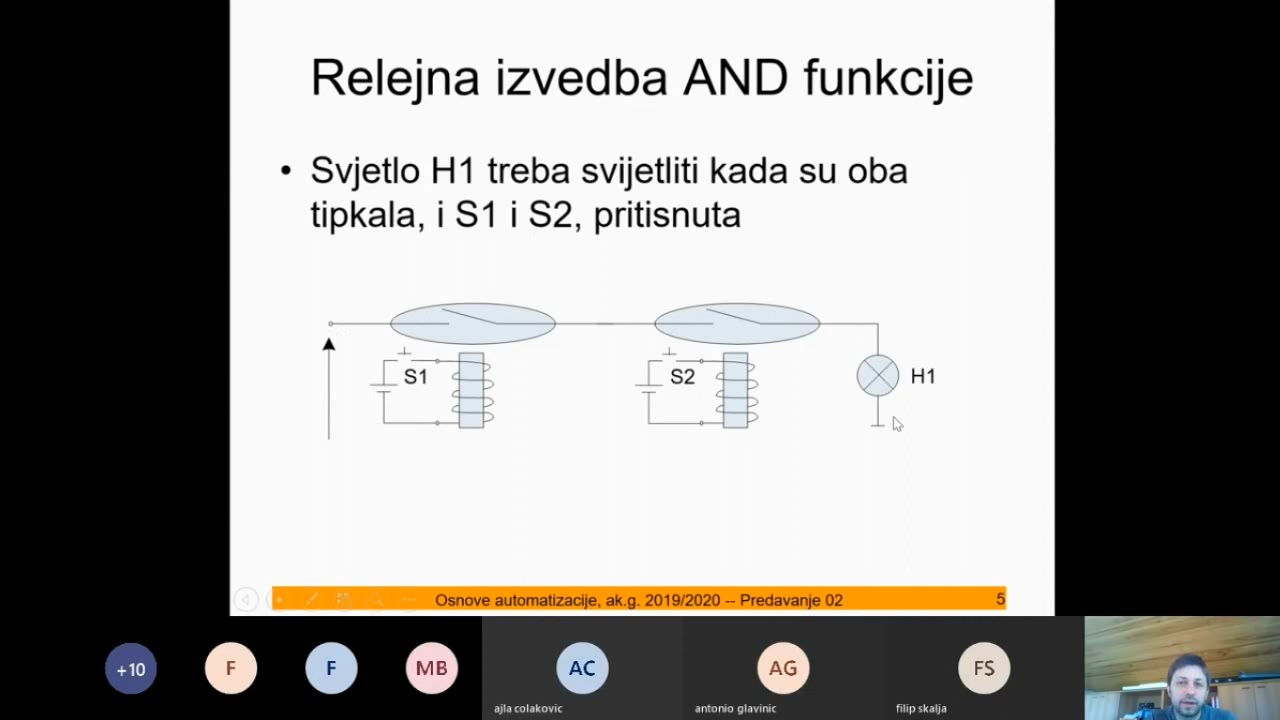 Relejna izvedba AND funkcije
• Svjetlo H1 treba svijetliti kada su oba
tipkala, i S1 i S2, pritisnuta
S1
S2
H1
Osnove automatizacije, ak.g. 2019/2020 -- Predavanje 02
5
+10
F
F
MB
AC
AG
FS
ajla colakovic
antonio glavinic
filip skalja